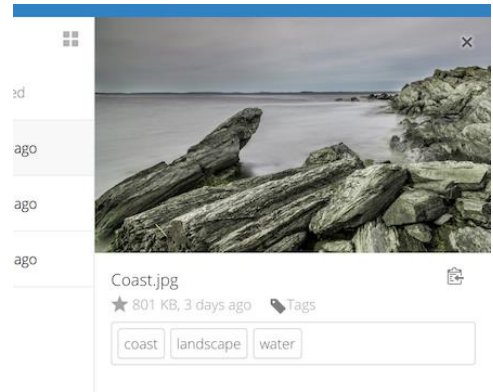 ed
ago
ago
ago
Coast.jpg
801 KB, 3 days ago Tags
coast landscape water